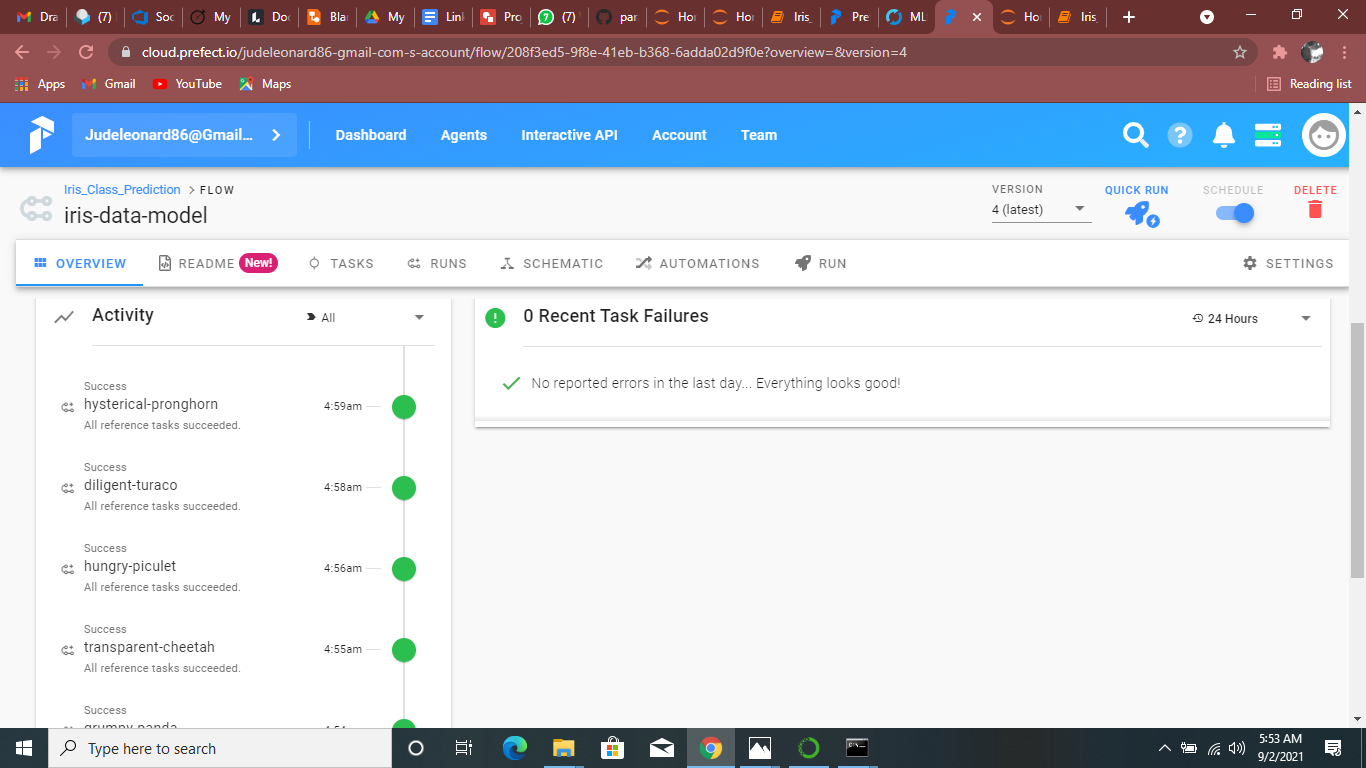 Dra
(7)
Soc
My
Doc
Bla
My
Link
Pro
(7)
par
Hor
Hor
Iris_
Pre
ML
Hor
Iris_
cloud.prefect.io/judeleonard86-gmail-com-s-account/flow/208f3ed5-9f8e-41eb-b368-6adda02d9f0e?overview=&version=4
Apps Gmail YouTube Maps Reading list
Judeleonard86@Gmail... Dashboard Agents Interactive API Account Team
Iris_Class_Prediction > FLOW
iris-data-model
VERSION
4 (latest)
QUICK RUN
SCHEDULE
DELETE
OVERVIEW README New! TASKS RUNS SCHEMATIC AUTOMATIONS RUN SETTINGS
Activity All
Success
hysterical-pronghorn 4:59am
All reference tasks succeeded.
Success
diligent-turaco 4:58am
All reference tasks succeeded.
Success
hungry-piculet 4:56am
All reference tasks succeeded.
Success
transparent-cheetah 4:55am
All reference tasks succeeded.
Success
grumpy-panda
0 Recent Task Failures 24 Hours
No reported errors in the last day... Everything looks good!
Type here to search
5:53 AM
9/2/2021